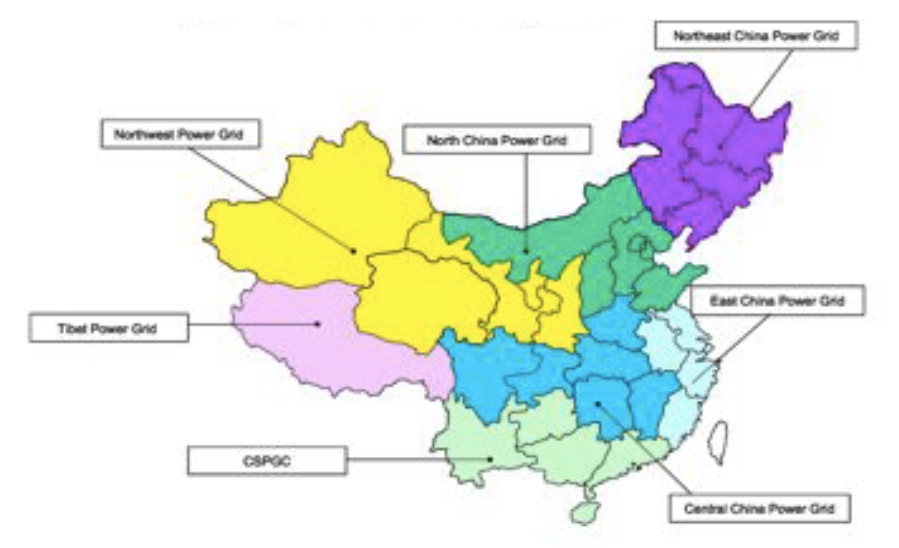 Northeast China Power Grid
Northwest Power Grid
North China Power Grid
East China Power Grid
Tibet Power Grid
CSPGC
Central China Power Grid